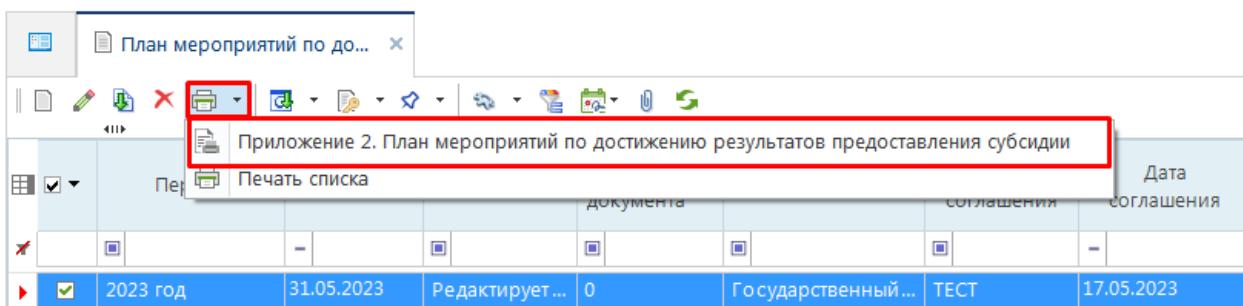 План мероприятий по до...
Приложение 2. План мероприятий по достижению результатов предоставления субсидии
Печать списка
Дата
документа
соглашения
соглашения
2023 год 31.05.2023 Редактирует... 0 Государственный... ТЕСТ 17.05.2023